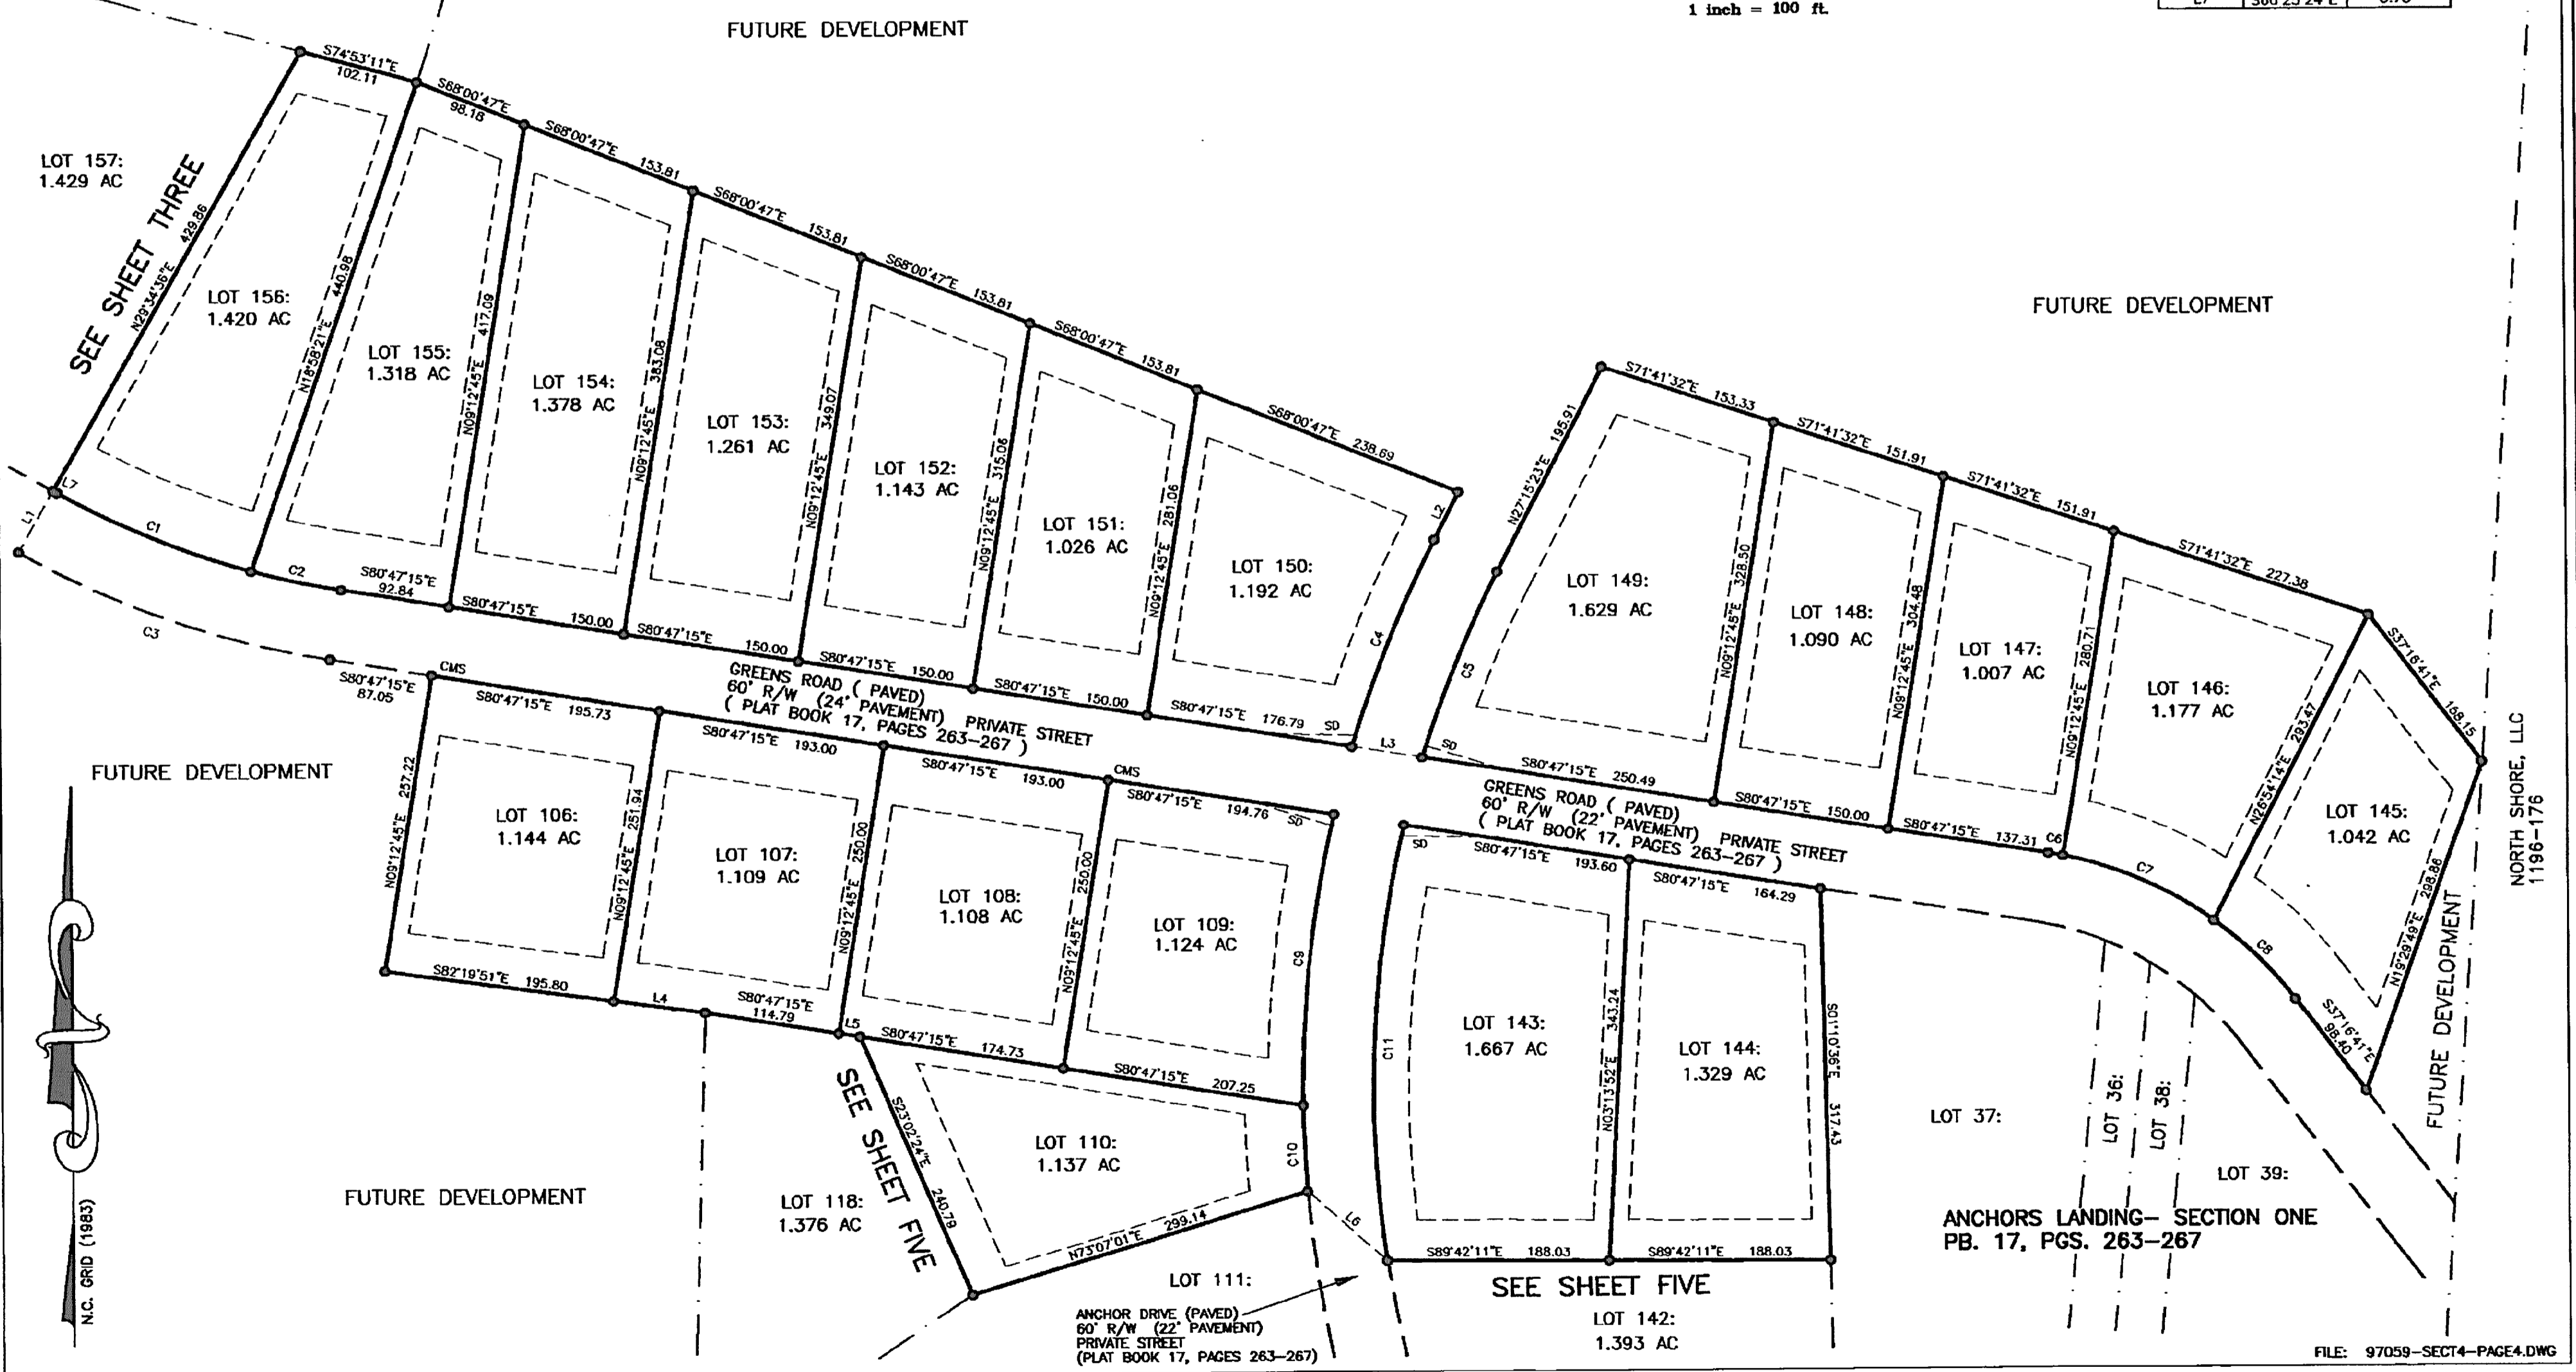 1 inch = 100 ft.
L7 S60°23'24"E
FUTURE DEVELOPMENT
S74°53'11"E
102.11
S68°00'47"E
98.18
S68°00'47"E 153.81
S68°00'47"E 153.81
S68°00'47"E 153.81
S68°00'47"E 153.81
S68°00'47"E 238.69
LOT 157:
1.429 AC
SEE SHEET THREE
N29°34'36"E 429.86
LOT 156:
1.420 AC
N18°58'21"E 440.98
LOT 155:
1.318 AC
N09°12'45"E 417.09
LOT 154:
1.378 AC
N09°12'45"E 383.08
LOT 153:
1.261 AC
N09°12'45"E 349.07
LOT 152:
1.143 AC
N09°12'45"E 315.06
LOT 151:
1.026 AC
N09°12'45"E 281.06
LOT 150:
1.192 AC
L2
C4
FUTURE DEVELOPMENT
S71°41'32"E 153.33
S71°41'32"E 151.91
S71°41'32"E 151.91
S71°41'32"E 227.38
S37°16'41"E 168.15
N27°15'23"E 195.91
C5
LOT 149:
1.629 AC
N09°12'45"E 328.50
LOT 148:
1.090 AC
N09°12'45"E 304.48
LOT 147:
1.007 AC
N09°12'45"E 280.71
LOT 146:
1.177 AC
N26°54'14"E 293.47
LOT 145:
1.042 AC
N19°29'49"E 298.86
NORTH SHORE, LLC
1196-176
L7
L1
C1
C2
S80°47'15"E
92.84
S80°47'15"E 150.00
S80°47'15"E 150.00
S80°47'15"E 150.00
S80°47'15"E 150.00
S80°47'15"E 176.79
SD
L3
SD
S80°47'15"E 250.49
S80°47'15"E 150.00
S80°47'15"E 137.31
C6
C7
C8
S37°16'41"E
98.40
C3
S80°47'15"E
87.05
CMS
GREENS ROAD ( PAVED)
60' R/W (24' PAVEMENT) PRIVATE STREET
( PLAT BOOK 17, PAGES 263-267 )
GREENS ROAD ( PAVED)
60' R/W (22' PAVEMENT) PRIVATE STREET
( PLAT BOOK 17, PAGES 263-267 )
S80°47'15"E 195.73
S80°47'15"E 193.00
S80°47'15"E 193.00
CMS
S80°47'15"E 194.76
SD
SD
S80°47'15"E 193.60
S80°47'15"E 164.29
FUTURE DEVELOPMENT
N09°12'45"E 257.22
LOT 106:
1.144 AC
N09°12'45"E 251.94
LOT 107:
1.109 AC
N09°12'45"E 250.00
LOT 108:
1.108 AC
N09°12'45"E 250.00
LOT 109:
1.124 AC
C9
C11
LOT 143:
1.667 AC
N03°13'52"E 343.24
LOT 144:
1.329 AC
S01°10'36"E 317.43
S82°19'51"E 195.80
L4
S80°47'15"E
114.79
L5
S80°47'15"E 174.73
S80°47'15"E 207.25
SEE SHEET FIVE
S23°02'24"E 240.79
LOT 110:
1.137 AC
C10
N73°07'01"E 299.14
L6
LOT 37:
LOT 36:
LOT 38:
LOT 39:
FUTURE DEVELOPMENT
FUTURE DEVELOPMENT
LOT 118:
1.376 AC
S89°42'11"E 188.03
S89°42'11"E 188.03
SEE SHEET FIVE
ANCHORS LANDING- SECTION ONE
PB. 17, PGS. 263-267
LOT 111:
ANCHOR DRIVE (PAVED)
60' R/W (22' PAVEMENT)
PRIVATE STREET
(PLAT BOOK 17, PAGES 263-267)
LOT 142:
1.393 AC
N.C. GRID (1983)
FILE: 97059-SECT4-PAGE4.DWG